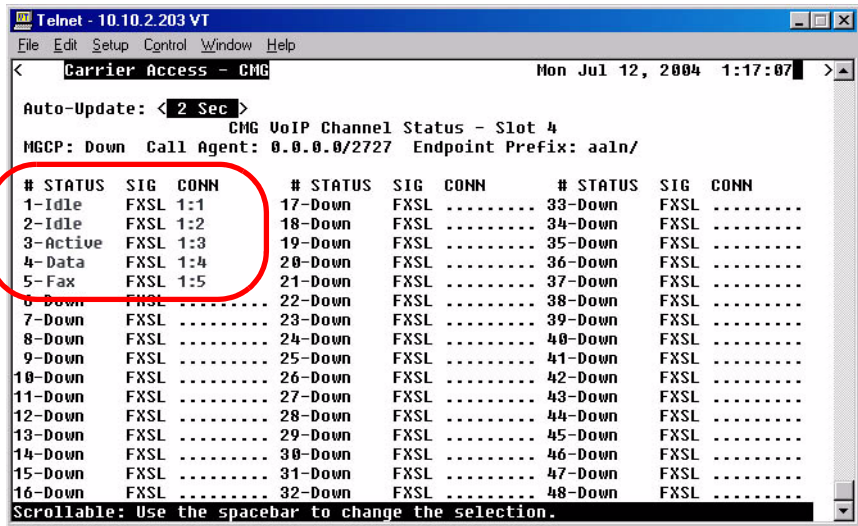 Telnet - 10.10.2.203 VT
File Edit Setup Control Window Help
< Carrier Access - CMG Mon Jul 12, 2004 1:17:07 >
Auto-Update: < 2 Sec >
CMG VoIP Channel Status - Slot 4
MGCP: Down Call Agent: 0.0.0.0/2727 Endpoint Prefix: aaln/
# STATUS SIG CONN # STATUS SIG CONN # STATUS SIG CONN
1-Idle FXSL 1:1 17-Down FXSL ......... 33-Down FXSL .........
2-Idle FXSL 1:2 18-Down FXSL ......... 34-Down FXSL .........
3-Active FXSL 1:3 19-Down FXSL ......... 35-Down FXSL .........
4-Data FXSL 1:4 20-Down FXSL ......... 36-Down FXSL .........
5-Fax FXSL 1:5 21-Down FXSL ......... 37-Down FXSL .........
6-Down FXSL ......... 22-Down FXSL ......... 38-Down FXSL .........
7-Down FXSL ......... 23-Down FXSL ......... 39-Down FXSL .........
8-Down FXSL ......... 24-Down FXSL ......... 40-Down FXSL .........
9-Down FXSL ......... 25-Down FXSL ......... 41-Down FXSL .........
10-Down FXSL ......... 26-Down FXSL ......... 42-Down FXSL .........
11-Down FXSL ......... 27-Down FXSL ......... 43-Down FXSL .........
12-Down FXSL ......... 28-Down FXSL ......... 44-Down FXSL .........
13-Down FXSL ......... 29-Down FXSL ......... 45-Down FXSL .........
14-Down FXSL ......... 30-Down FXSL ......... 46-Down FXSL .........
15-Down FXSL ......... 31-Down FXSL ......... 47-Down FXSL .........
16-Down FXSL ......... 32-Down FXSL ......... 48-Down FXSL .........
Scrollable: Use the spacebar to change the selection.